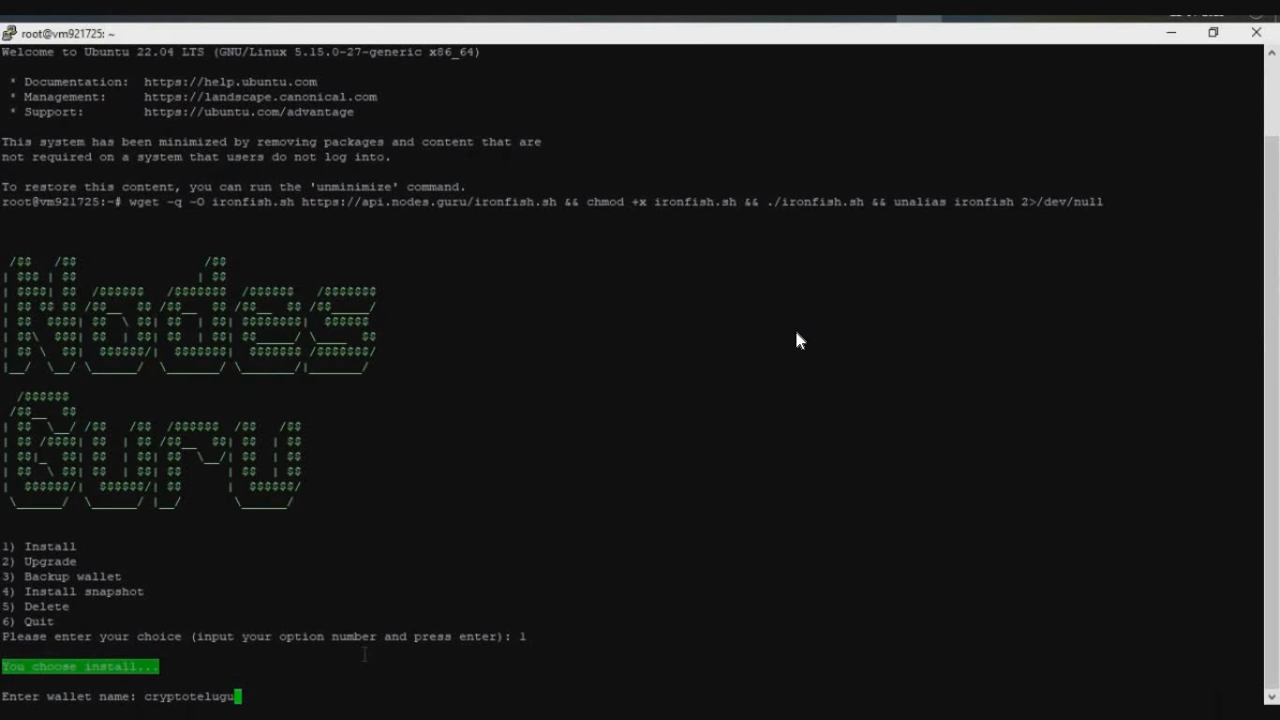 root@vm921725: ~
Welcome to Ubuntu 22.04 LTS (GNU/Linux 5.15.0-27-generic x86_64)
* Documentation: https://help.ubuntu.com
* Management: https://landscape.canonical.com
* Support: https://ubuntu.com/advantage
This system has been minimized by removing packages and content that are
not required on a system that users do not log into.
To restore this content, you can run the 'unminimize' command.
root@vm921725:~# wget -q -O ironfish.sh https://api.nodes.guru/ironfish.sh && chmod +x ironfish.sh && ./ironfish.sh && unalias ironfish 2>/dev/null
Nodes
Guru
1) Install
2) Upgrade
3) Backup wallet
4) Install snapshot
5) Delete
6) Quit
Please enter your choice (input your option number and press enter): 1
You choose install...
Enter wallet name: cryptotelugu